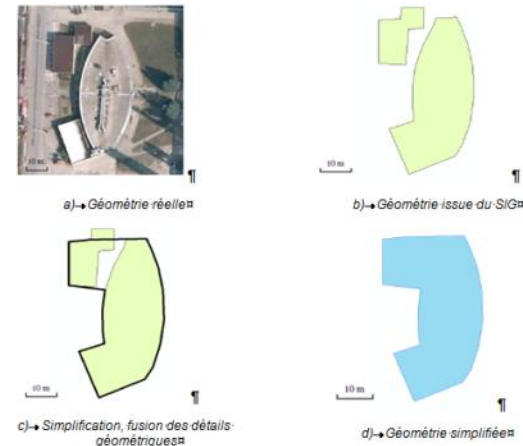 10 m
¶
a)→Géométrie·réelle¤
10 m
¶
b)→Géométrie·issue·du·SIG¤
10 m
¶
c)→Simplification,·fusion·des·détails·
géométriques¤
10 m
¶
d)→Géométrie·simplifiée¤